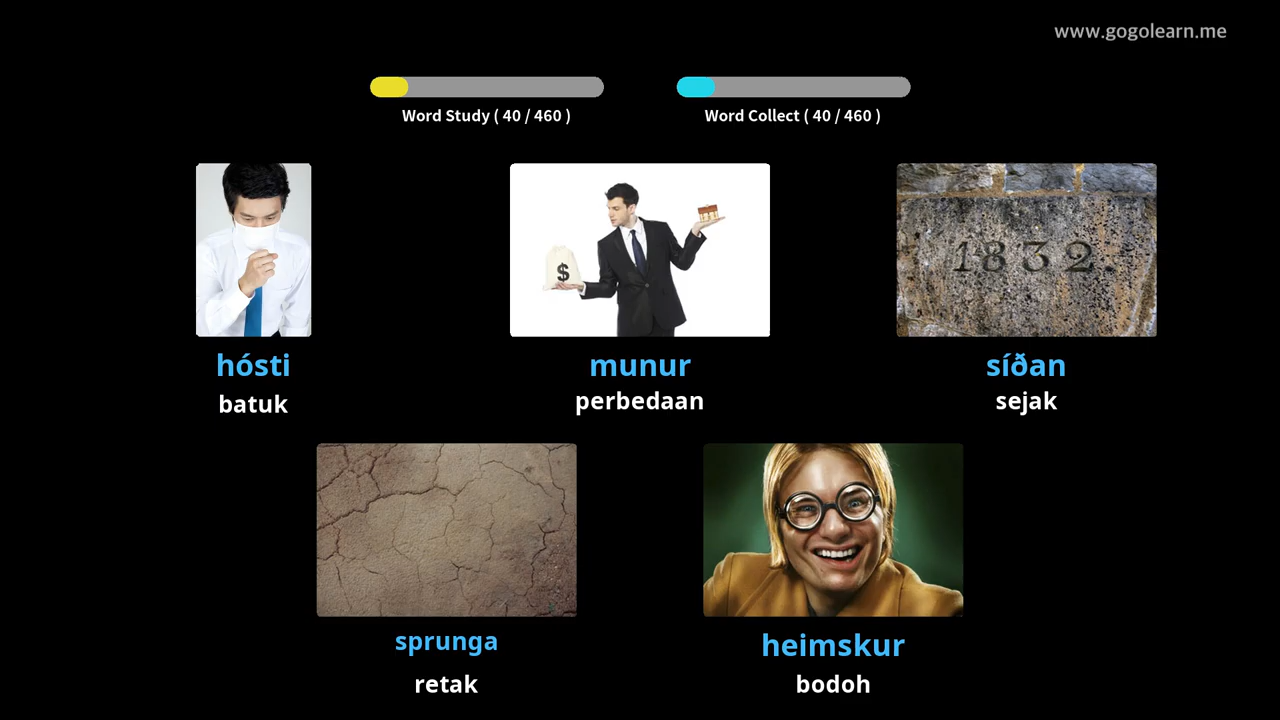 www.gogolearn.me
Word Study ( 40 / 460 )
Word Collect ( 40 / 460 )
$
1832.
hósti
munur
síðan
batuk
perbedaan
sejak
sprunga
heimskur
retak
bodoh